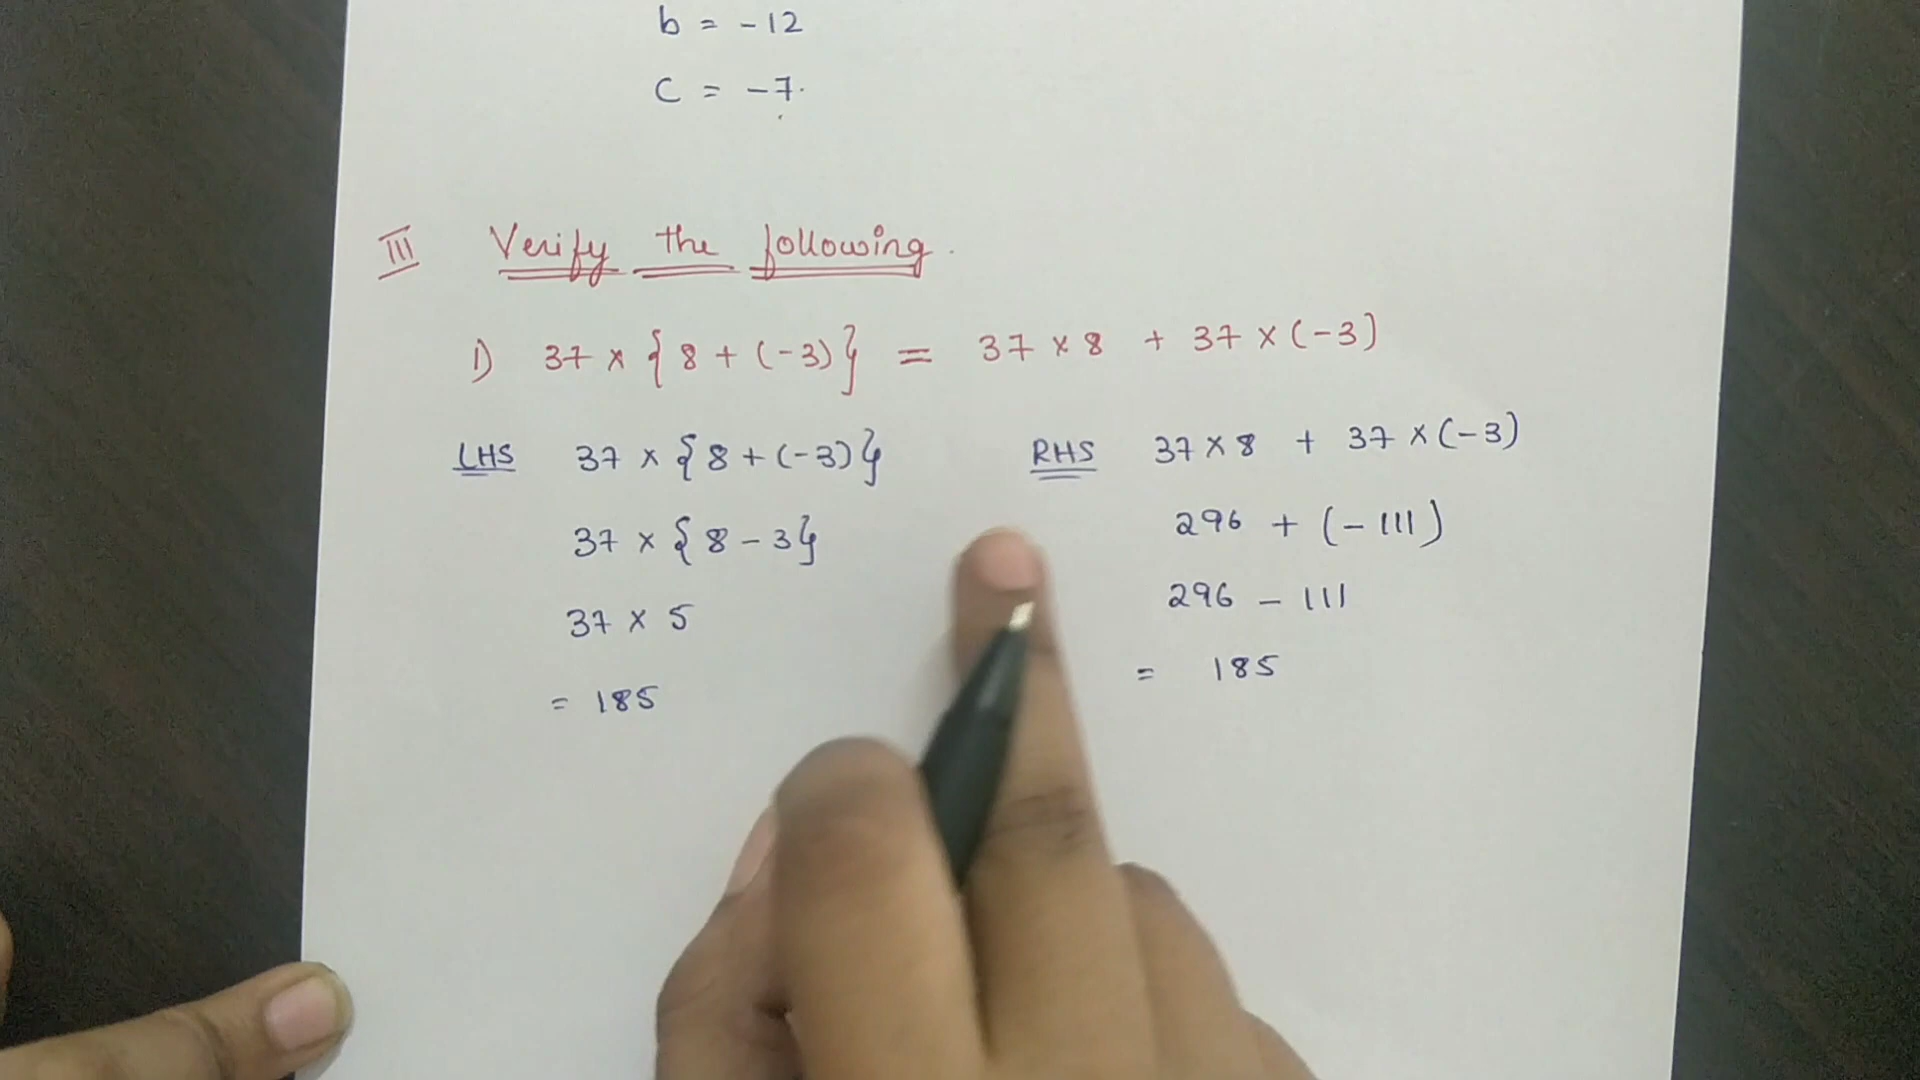 b = -12
C = -7.
III Verify the following.
1) 37 × { 8 + (-3)} = 37 × 8 + 37 × (-3)
LHS 37 × { 8 + (-3)}
37 × { 8 - 3}
37 × 5
= 185
RHS 37 × 8 + 37 × (-3)
296 + (-111)
296 - 111
= 185